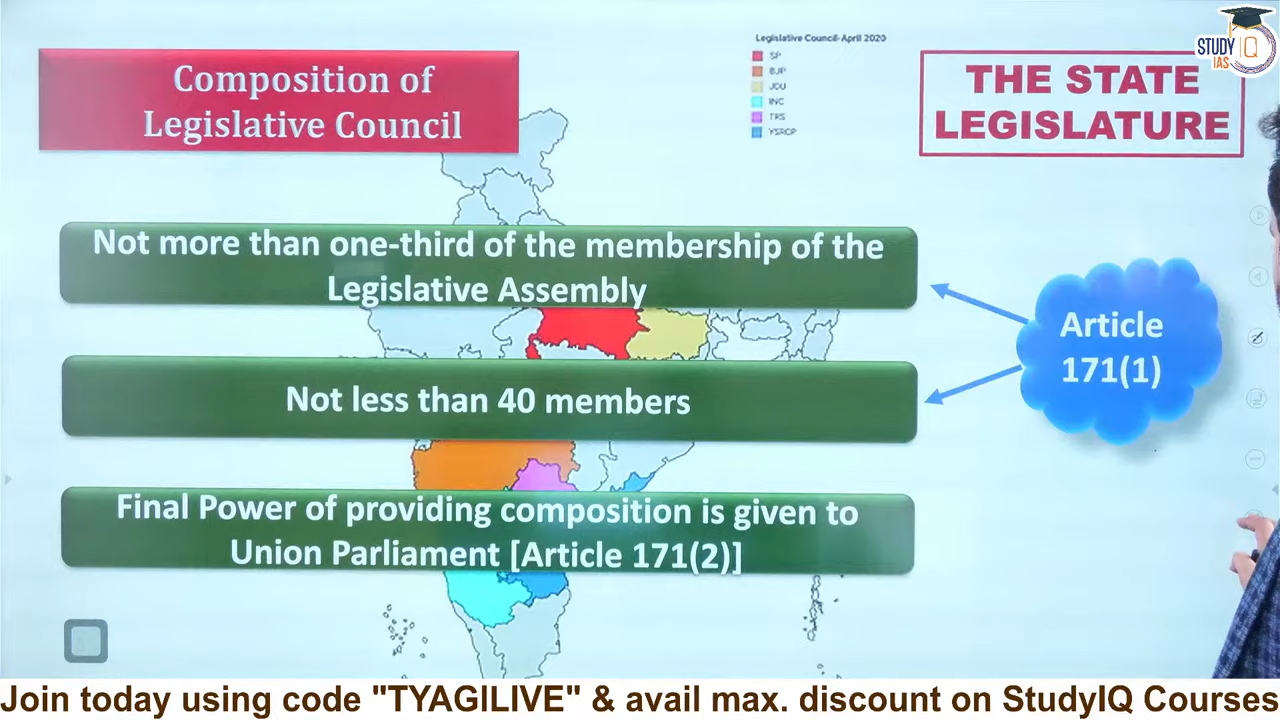 Composition of
Legislative Council
Legislative Council-April 2020
SP
BJP
JDU
INC
TRS
YSRCP
THE STATE
LEGISLATURE
STUDY IQ
IAS
Not more than one-third of the membership of the
Legislative Assembly
Not less than 40 members
Article
171(1)
Final Power of providing composition is given to
Union Parliament [Article 171(2)]
Join today using code "TYAGILIVE" & avail max. discount on StudyIQ Courses